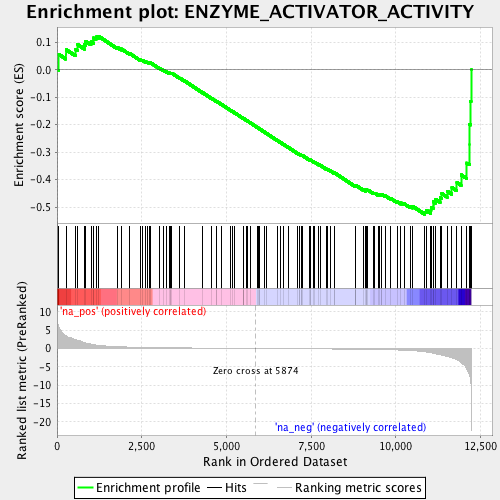 Enrichment plot: ENZYME_ACTIVATOR_ACTIVITY
Enrichment score (ES)
0.1
0.0
-0.1
-0.2
-0.3
-0.4
-0.5
'na_pos' (positively correlated)
Ranked list metric (PreRanked)
10
5
0
-5
-10
-15
-20
Zero cross at 5874
'na_neg' (negatively correlated)
0
2,500
5,000
7,500
10,000
12,500
Rank in Ordered Dataset
Enrichment profile
Hits
Ranking metric scores